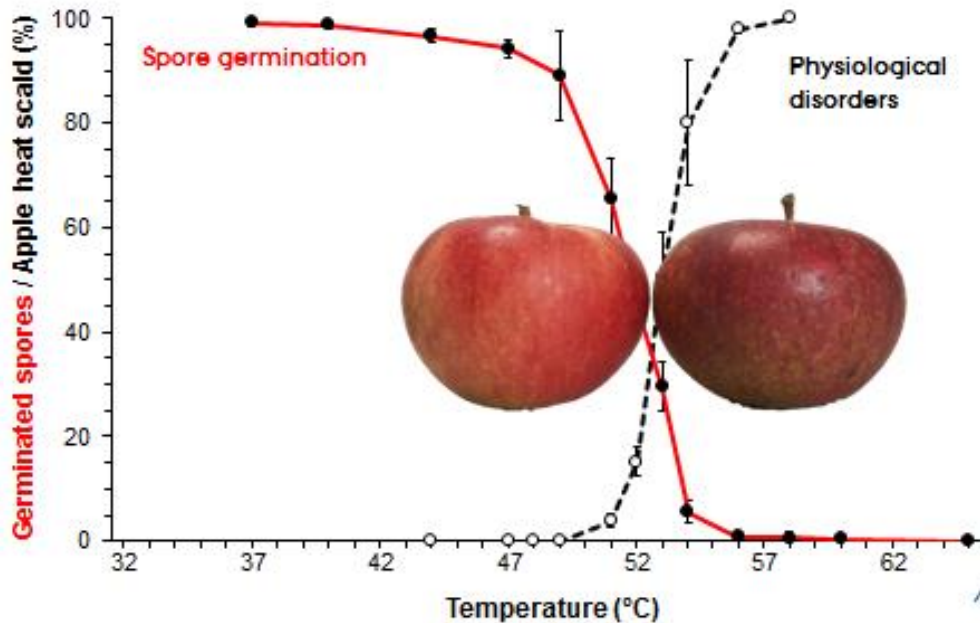 Germinated spores / Apple heat scald (%)
100
80
60
40
20
0
Spore germination
Physiological
disorders
32 37 42 47 52 57 62
Temperature (°C)